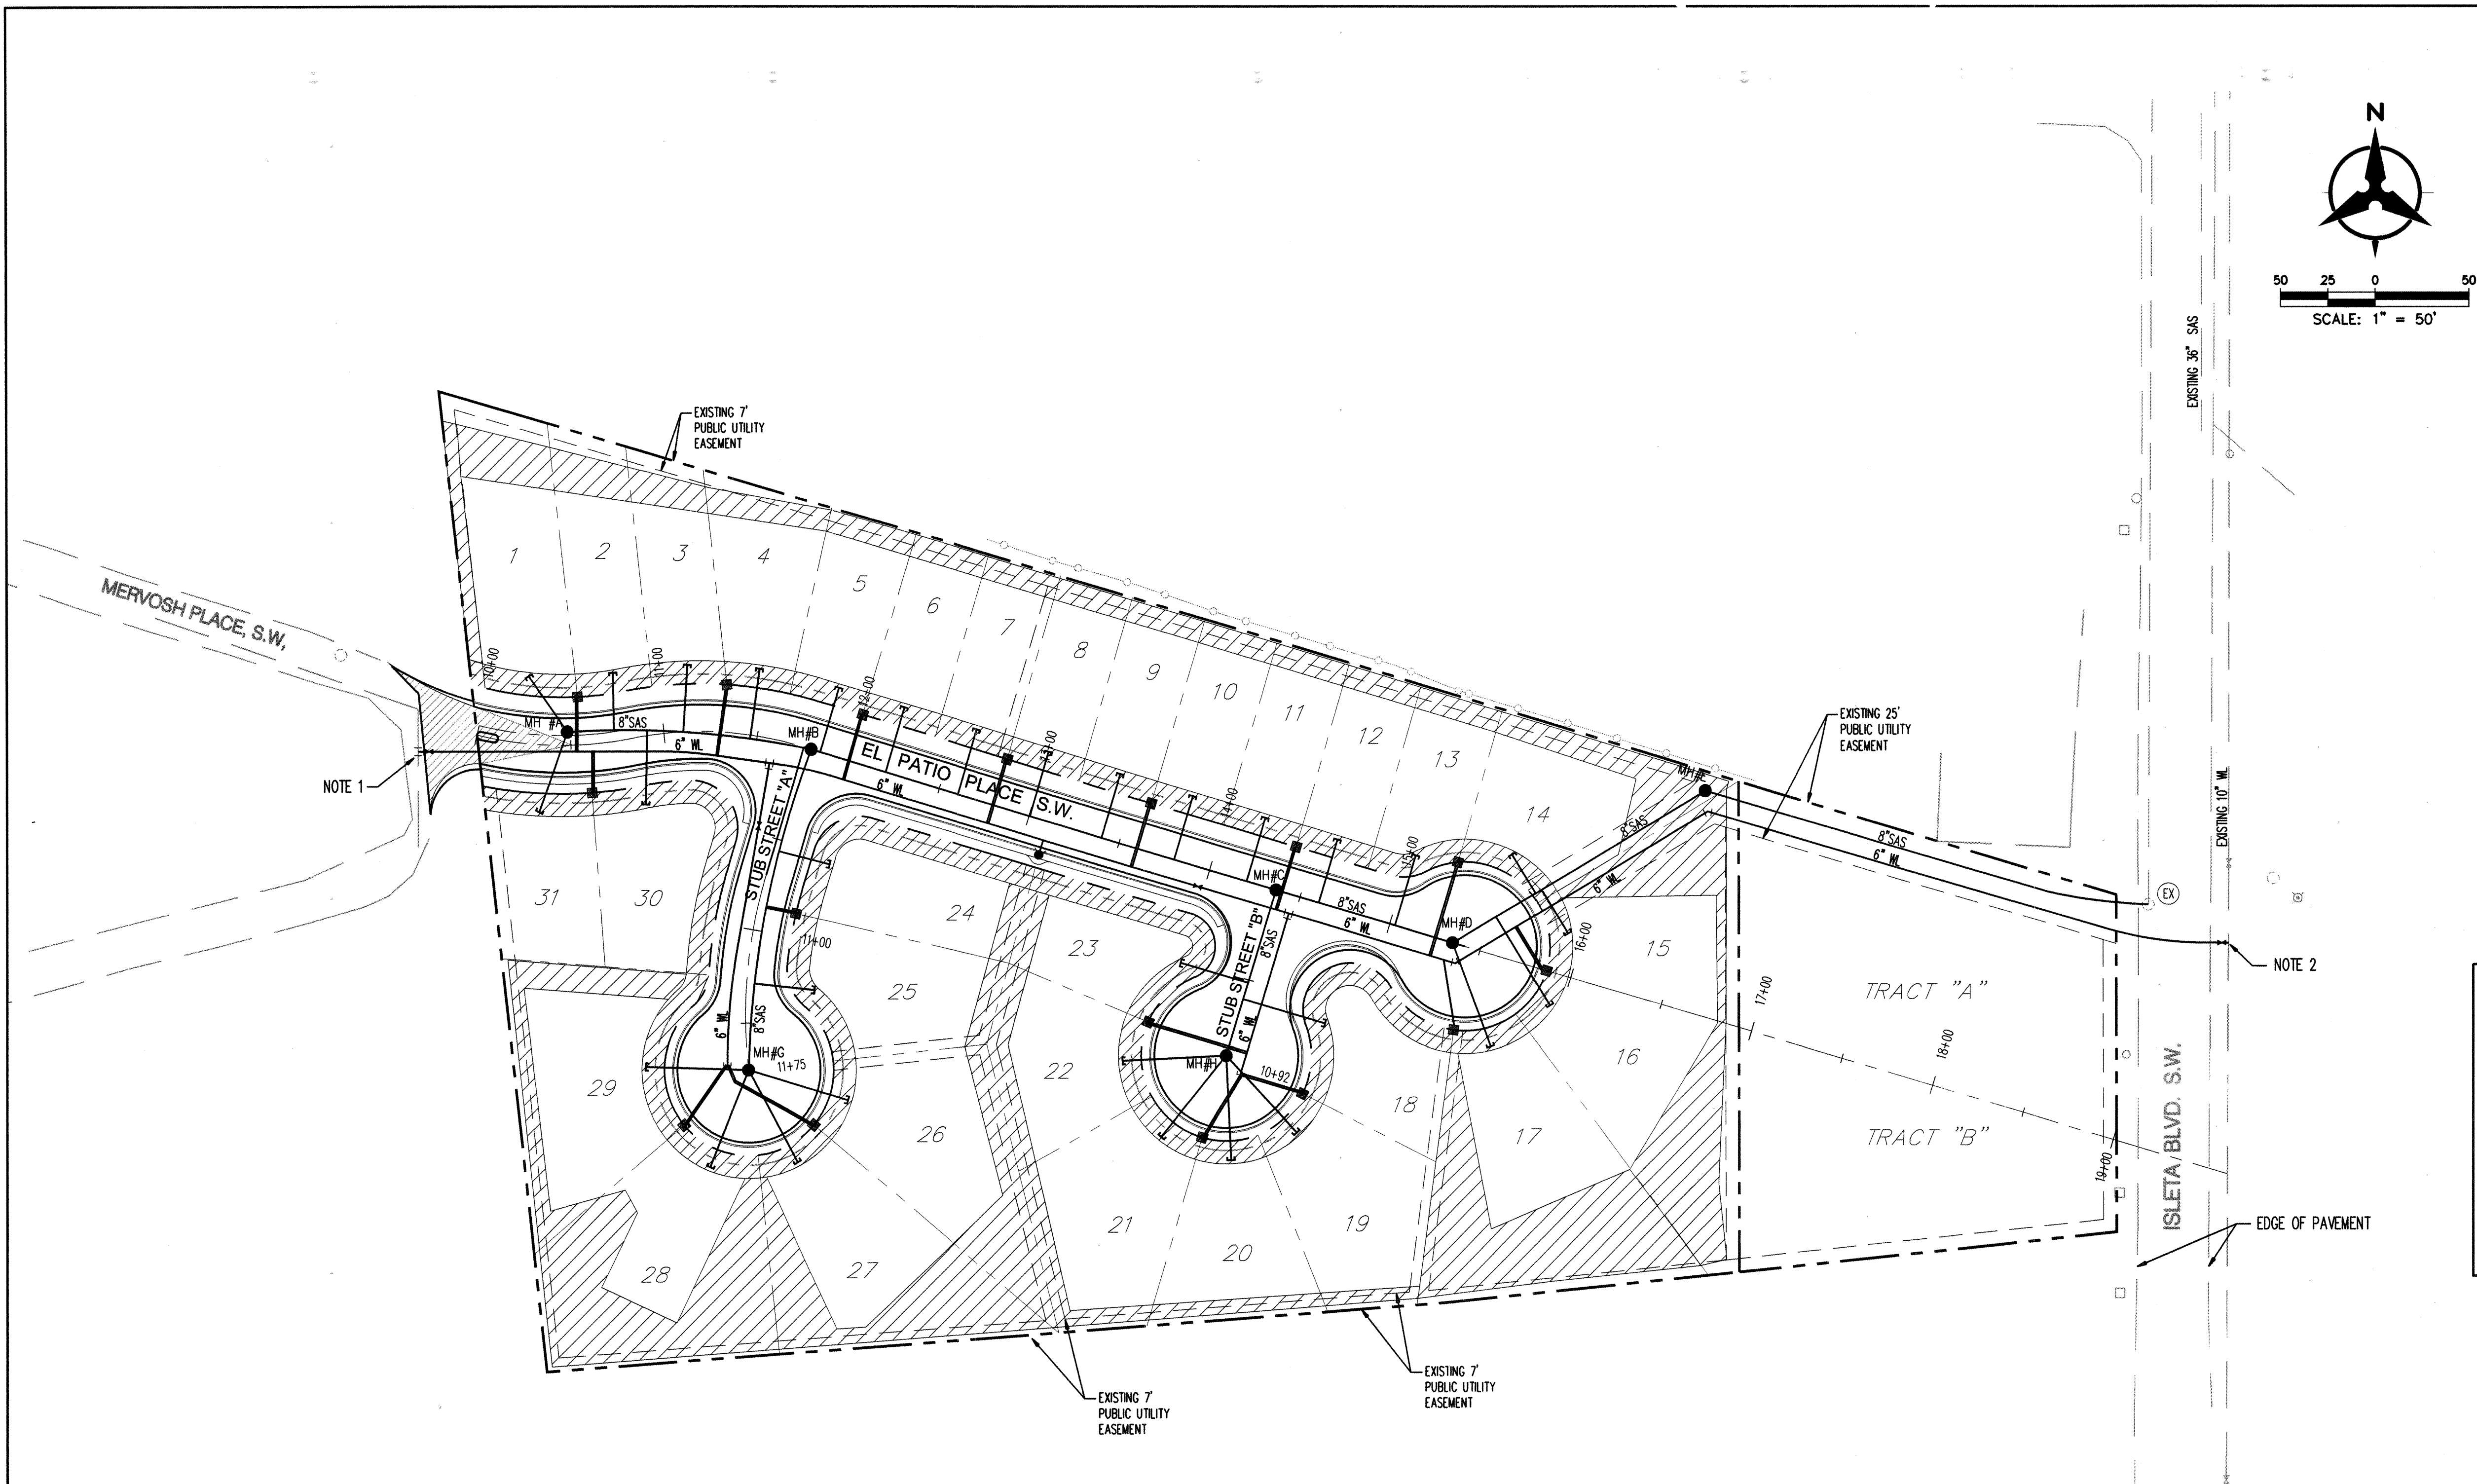 N
50 25 0 50
SCALE: 1" = 50'
EXISTING 36" SAS
EXISTING 7'
PUBLIC UTILITY
EASEMENT
1
2
3
4
5
6
7
8
9
10
11
12
13
14
MERVOSH PLACE, S.W,
10+00
11+00
12+00
13+00
14+00
15+00
16+00
17+00
18+00
19+00
MH #A
8"SAS
6" WL
MH#B
NOTE 1
EL PATIO PLACE S.W.
6" WL
STUB STREET "A"
EXISTING 25'
PUBLIC UTILITY
EASEMENT
8"SAS
6" WL
8"SAS
6" WL
EXISTING 10" WL
EX
NOTE 2
MH#C
8"SAS
6" WL
MH#D
STUB STREET "B"
8"SAS
6" WL
MH#H
10+92
31
30
24
23
25
11+00
6" WL
8"SAS
MH#G
11+75
29
26
22
18
15
16
17
TRACT "A"
TRACT "B"
28
27
21
20
19
ISLETA BLVD. S.W.
EDGE OF PAVEMENT
EXISTING 7'
PUBLIC UTILITY
EASEMENT
EXISTING 7'
PUBLIC UTILITY
EASEMENT